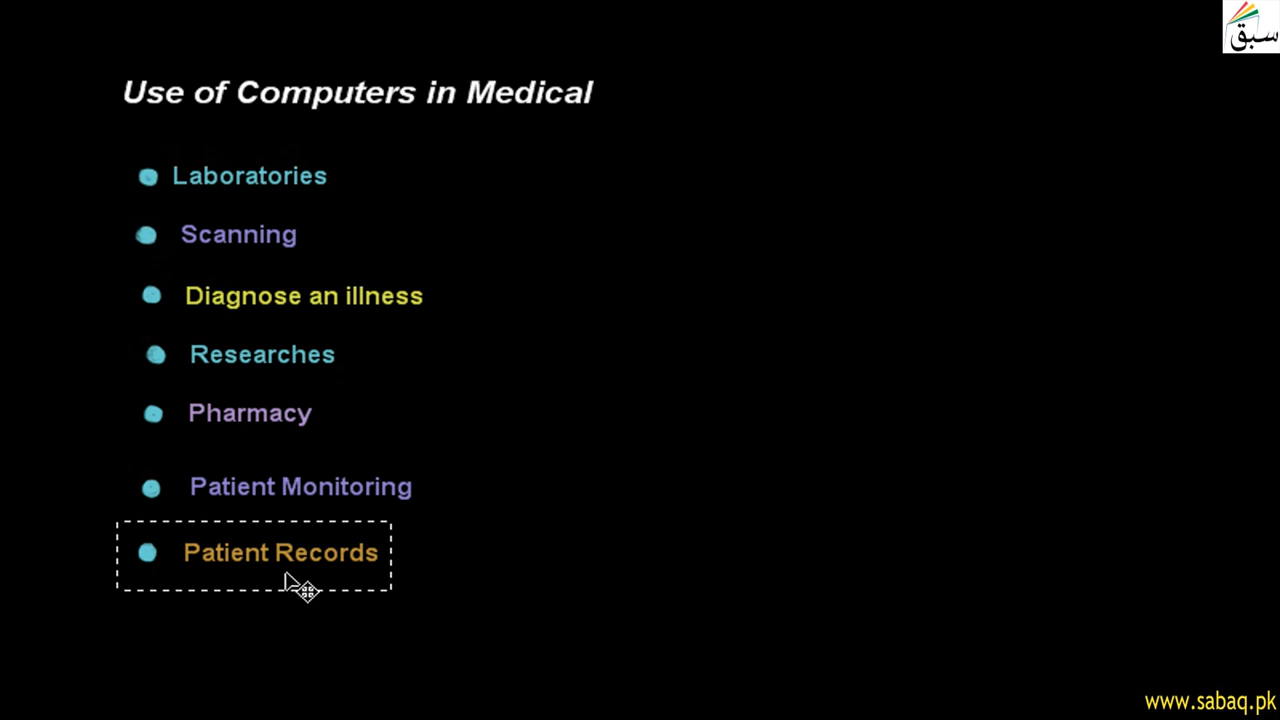 سبق
Use of Computers in Medical
Laboratories
Scanning
Diagnose an illness
Researches
Pharmacy
Patient Monitoring
Patient Records
www.sabaq.pk